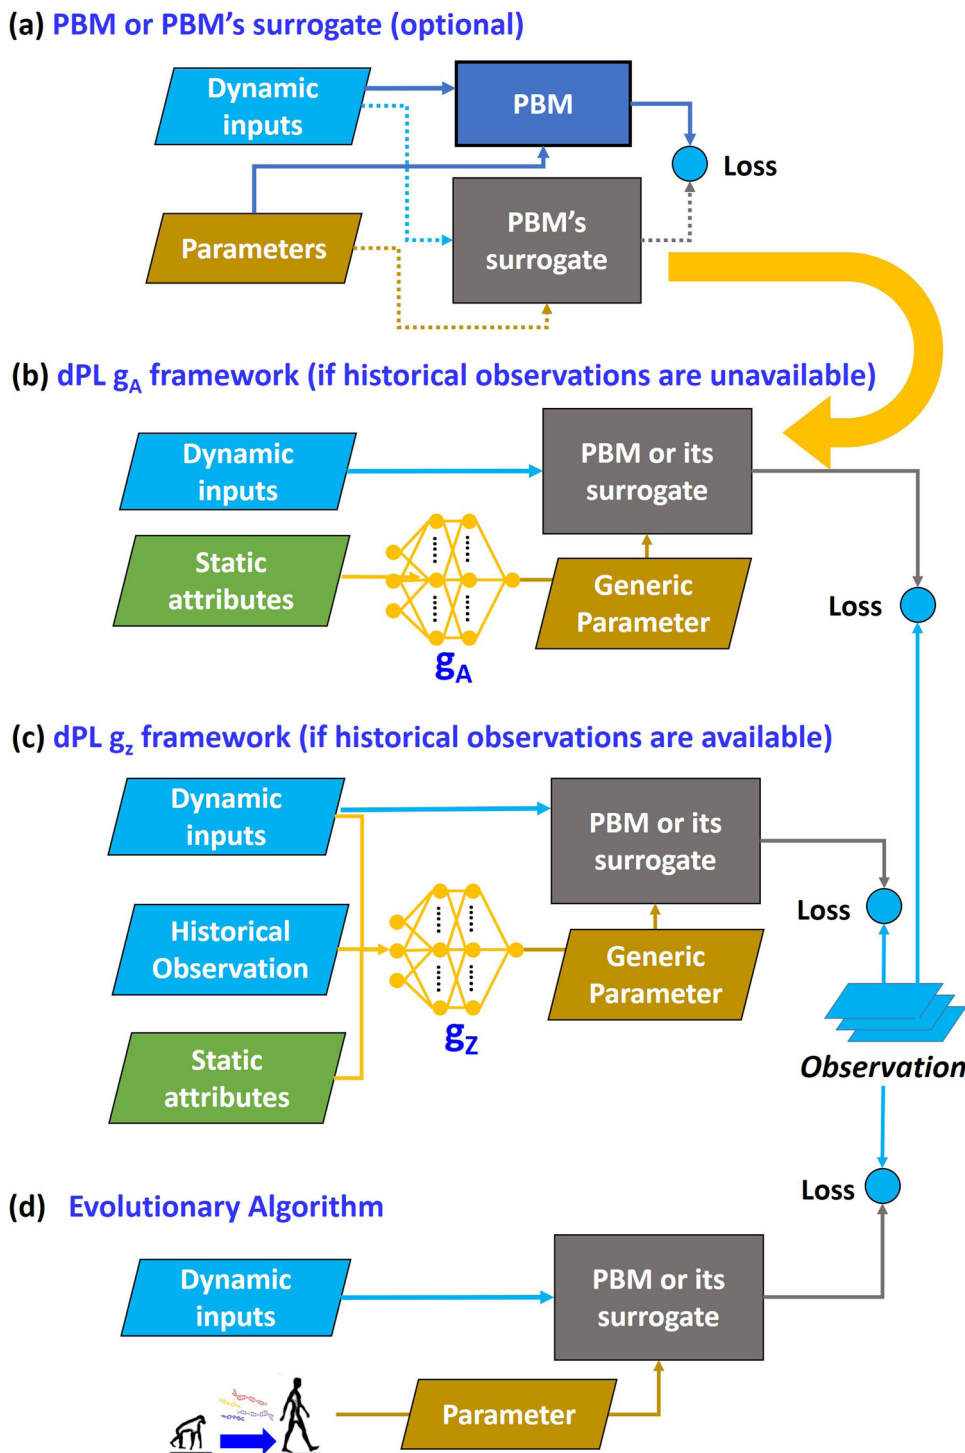 (a) PBM or PBM's surrogate (optional)
Dynamic
inputs
PBM
Loss
Parameters
PBM's
surrogate
(b) dPL gA framework (if historical observations are unavailable)
Dynamic
inputs
PBM or its
surrogate
Static
attributes
gA
Generic
Parameter
Loss
(c) dPL gz framework (if historical observations are available)
Dynamic
inputs
PBM or its
surrogate
Historical
Observation
Loss
Generic
Parameter
gZ
Static
attributes
Observation
Loss
(d) Evolutionary Algorithm
Dynamic
inputs
PBM or its
surrogate
Parameter